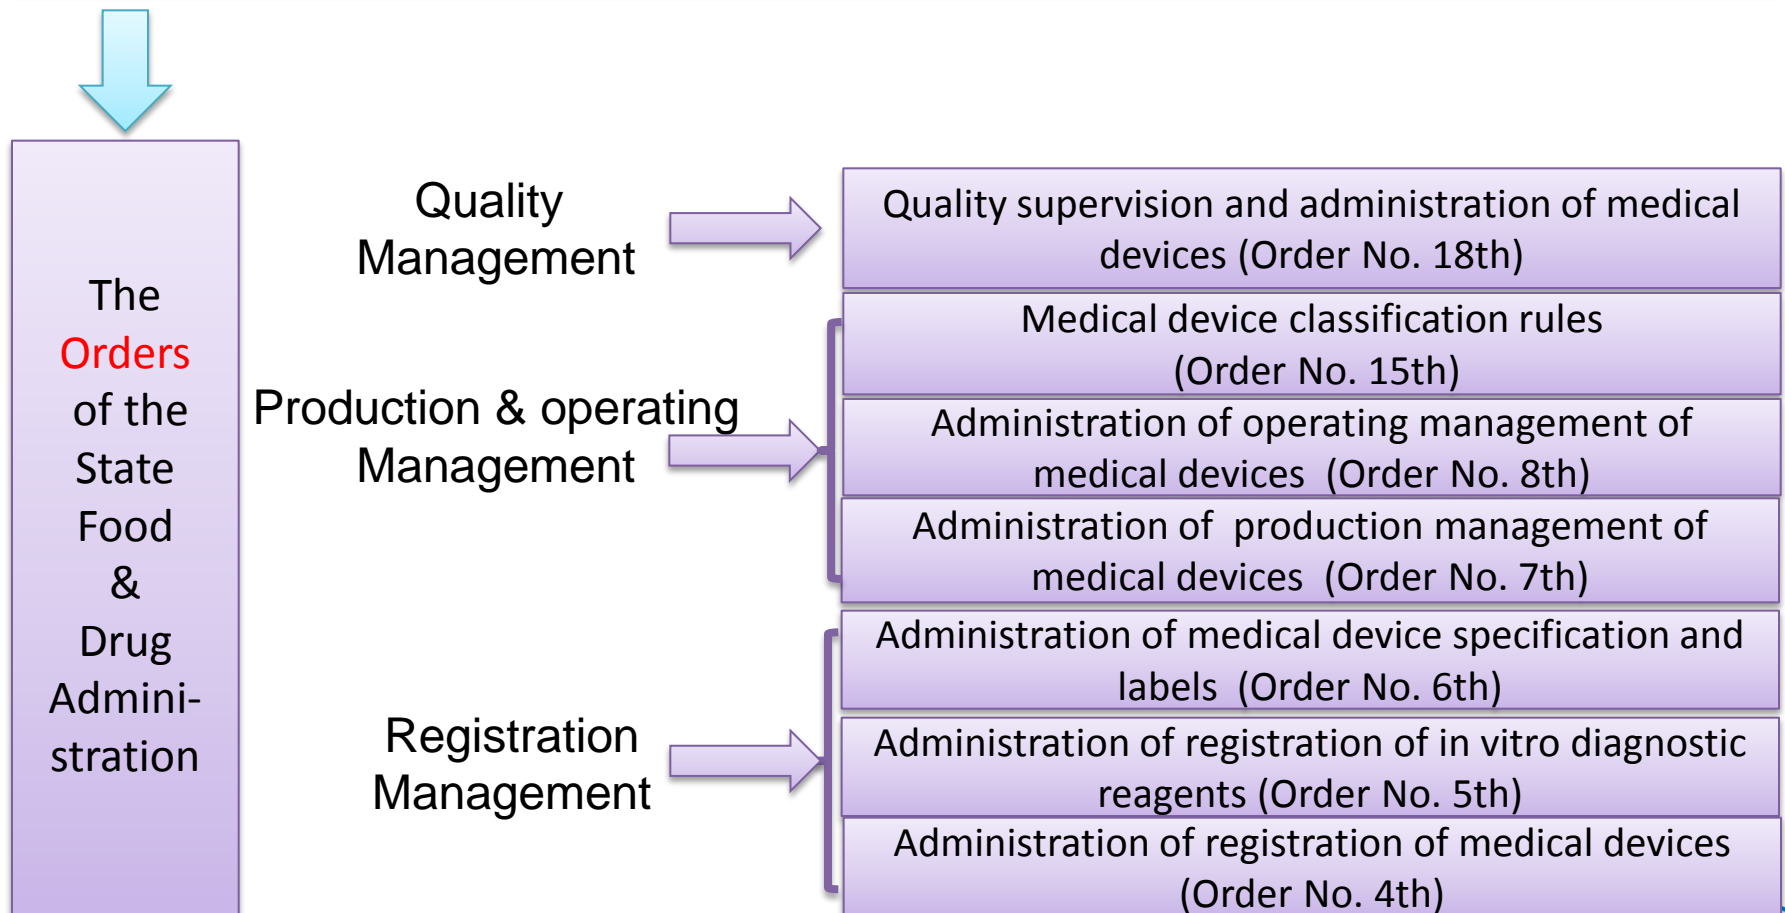 The
Orders
of the
State
Food
&
Drug
Admini-
stration
Quality
Management
Quality supervision and administration of medical
devices (Order No. 18th)
Production & operating
Management
Medical device classification rules
(Order No. 15th)
Administration of operating management of
medical devices (Order No. 8th)
Administration of production management of
medical devices (Order No. 7th)
Registration
Management
Administration of medical device specification and
labels (Order No. 6th)
Administration of registration of in vitro diagnostic
reagents (Order No. 5th)
Administration of registration of medical devices
(Order No. 4th)